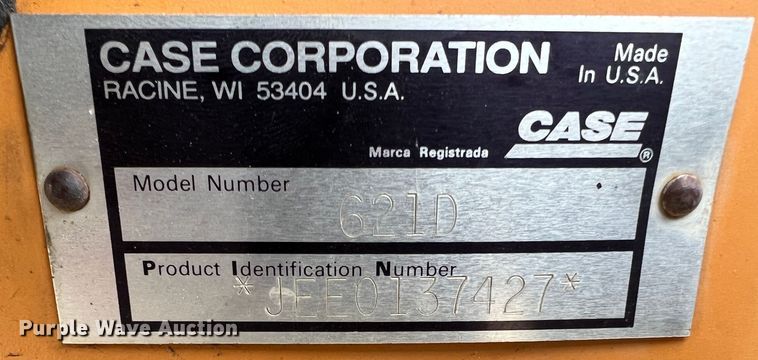 CASE CORPORATION
RACINE, WI 53404 U.S.A.
Made
In U.S.A.
CASE®
Marca Registrada
Model Number
621D
Product Identification Number
*JEE0137427*
Purple Wave Auction